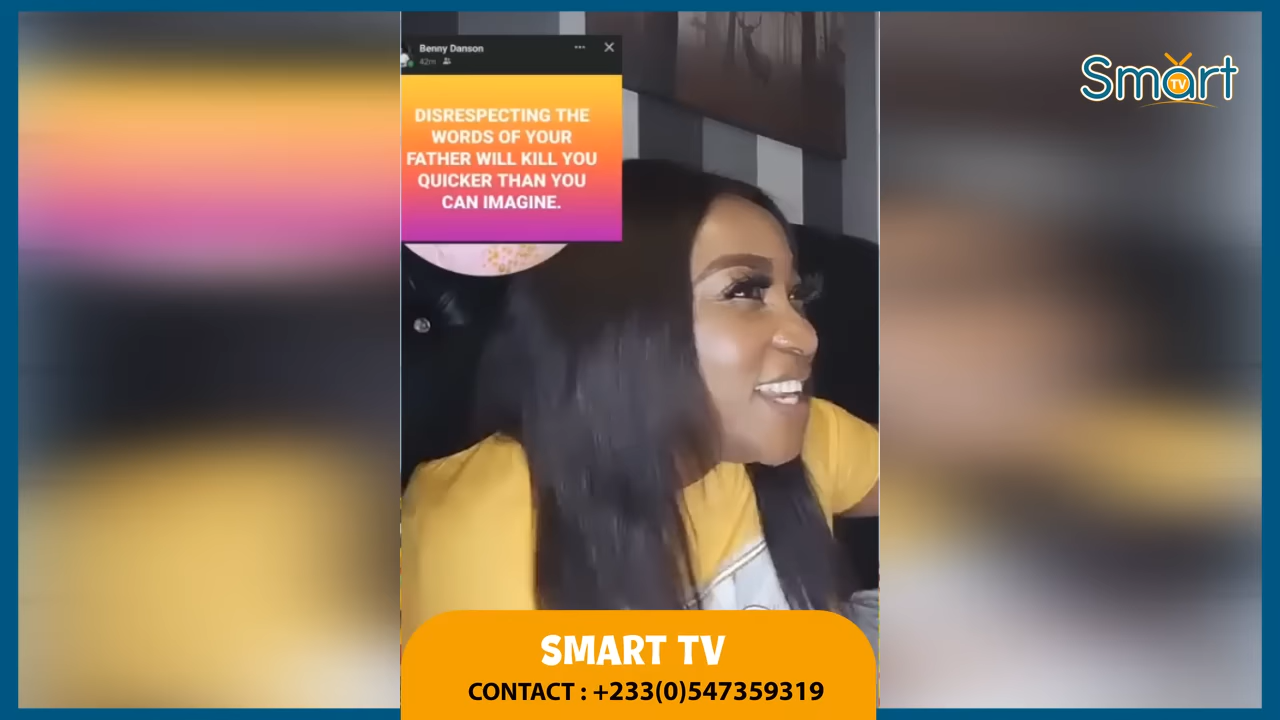 Benny Danson
42m
DISRESPECTING THE
WORDS OF YOUR
FATHER WILL KILL YOU
QUICKER THAN YOU
CAN IMAGINE.
Smart
TV
SMART TV
CONTACT : +233(0)547359319